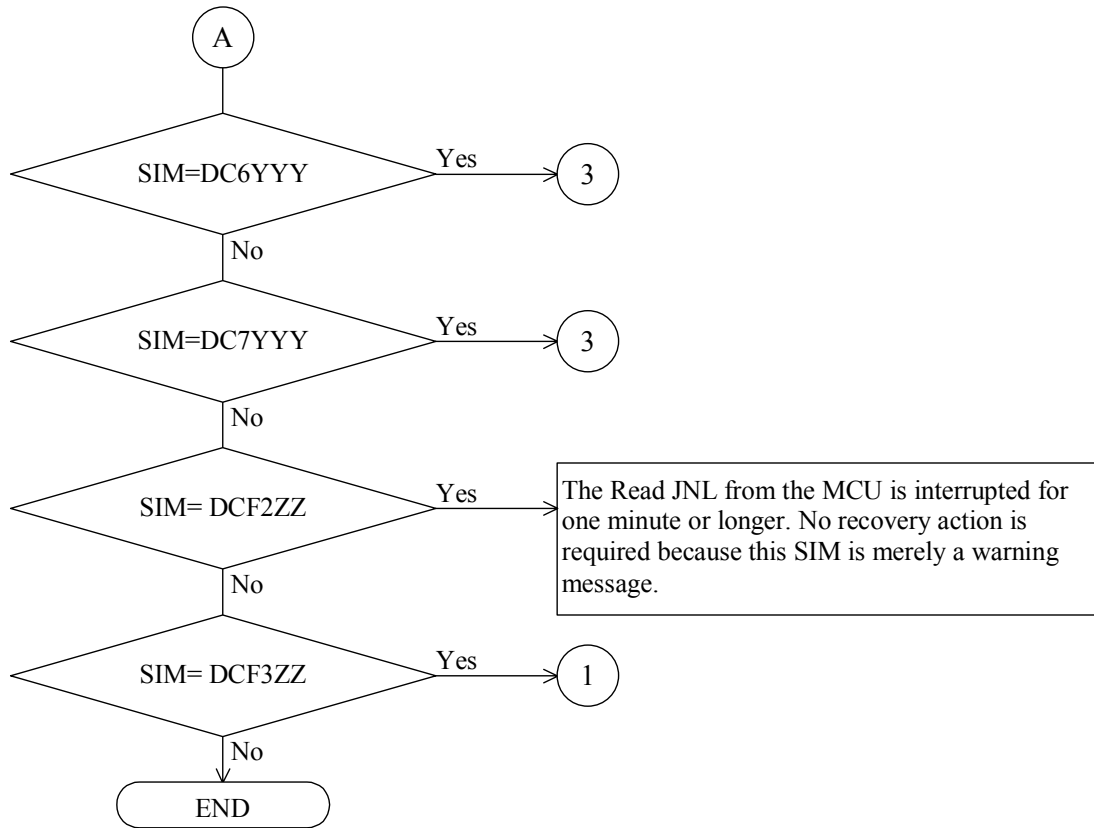 A
SIM=DC6YYY
Yes
3
No
SIM=DC7YYY
Yes
3
No
SIM= DCF2ZZ
Yes
The Read JNL from the MCU is interrupted for
one minute or longer. No recovery action is
required because this SIM is merely a warning
message.
No
SIM= DCF3ZZ
Yes
1
No
END